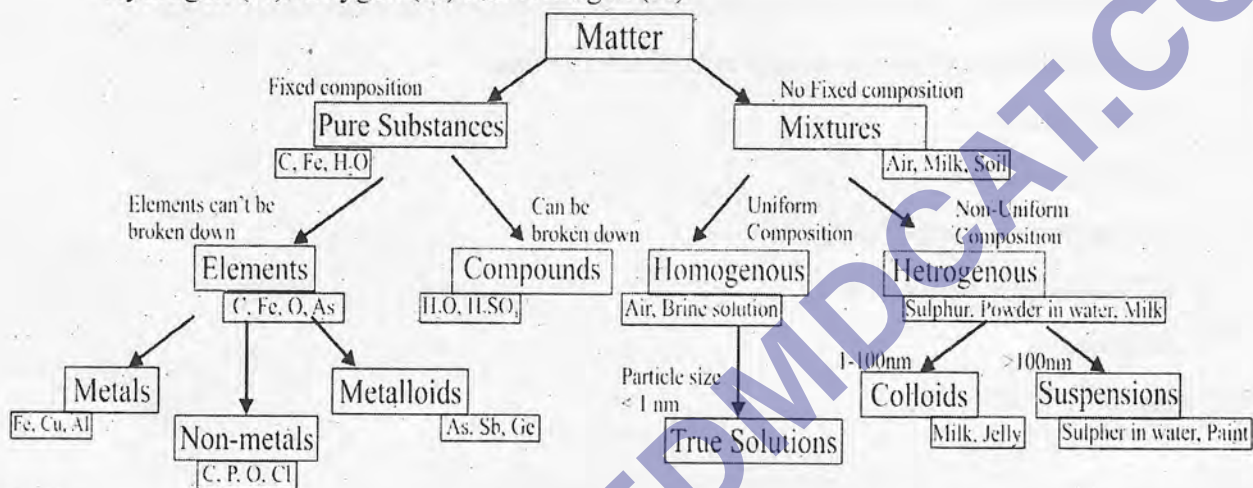 Matter
Fixed composition
No Fixed composition
Pure Substances
Mixtures
C, Fe, H.O
Air, Milk, Soil
Elements can't be
broken down
Can be
broken down
Uniform
Composition
Non-Uniform
Composition
Elements
Compounds
Homogenous
Hetrogenous
C, Fe, O, As
H.O, H.SO₄
Air, Brine solution
Sulphur, Powder in water, Milk
1-100nm
>100nm
Metals
Metalloids
Particle size
< 1 nm
Colloids
Suspensions
Fe, Cu, Al
Non-metals
As, Sb, Ge
True Solutions
Milk, Jelly
Sulpher in water, Paint
C, P, O, Cl
EDMDCAT.CO